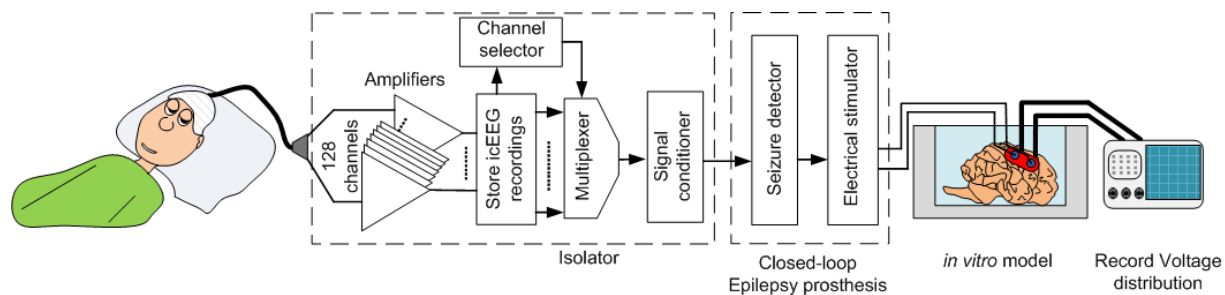 Channel
selector
Amplifiers
128
channels
Store icEEG
recordings
Multiplexer
Signal
conditioner
Isolator
Seizure detector
Electrical stimulator
Closed-loop
Epilepsy prosthesis
in vitro model
Record Voltage
distribution